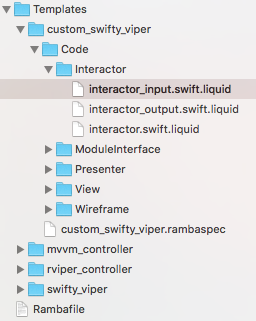 Templates
custom_swifty_viper
Code
Interactor
interactor_input.swift.liquid
interactor_output.swift.liquid
interactor.swift.liquid
ModuleInterface
Presenter
View
Wireframe
custom_swifty_viper.rambaspec
mvvm_controller
rviper_controller
swifty_viper
Rambafile